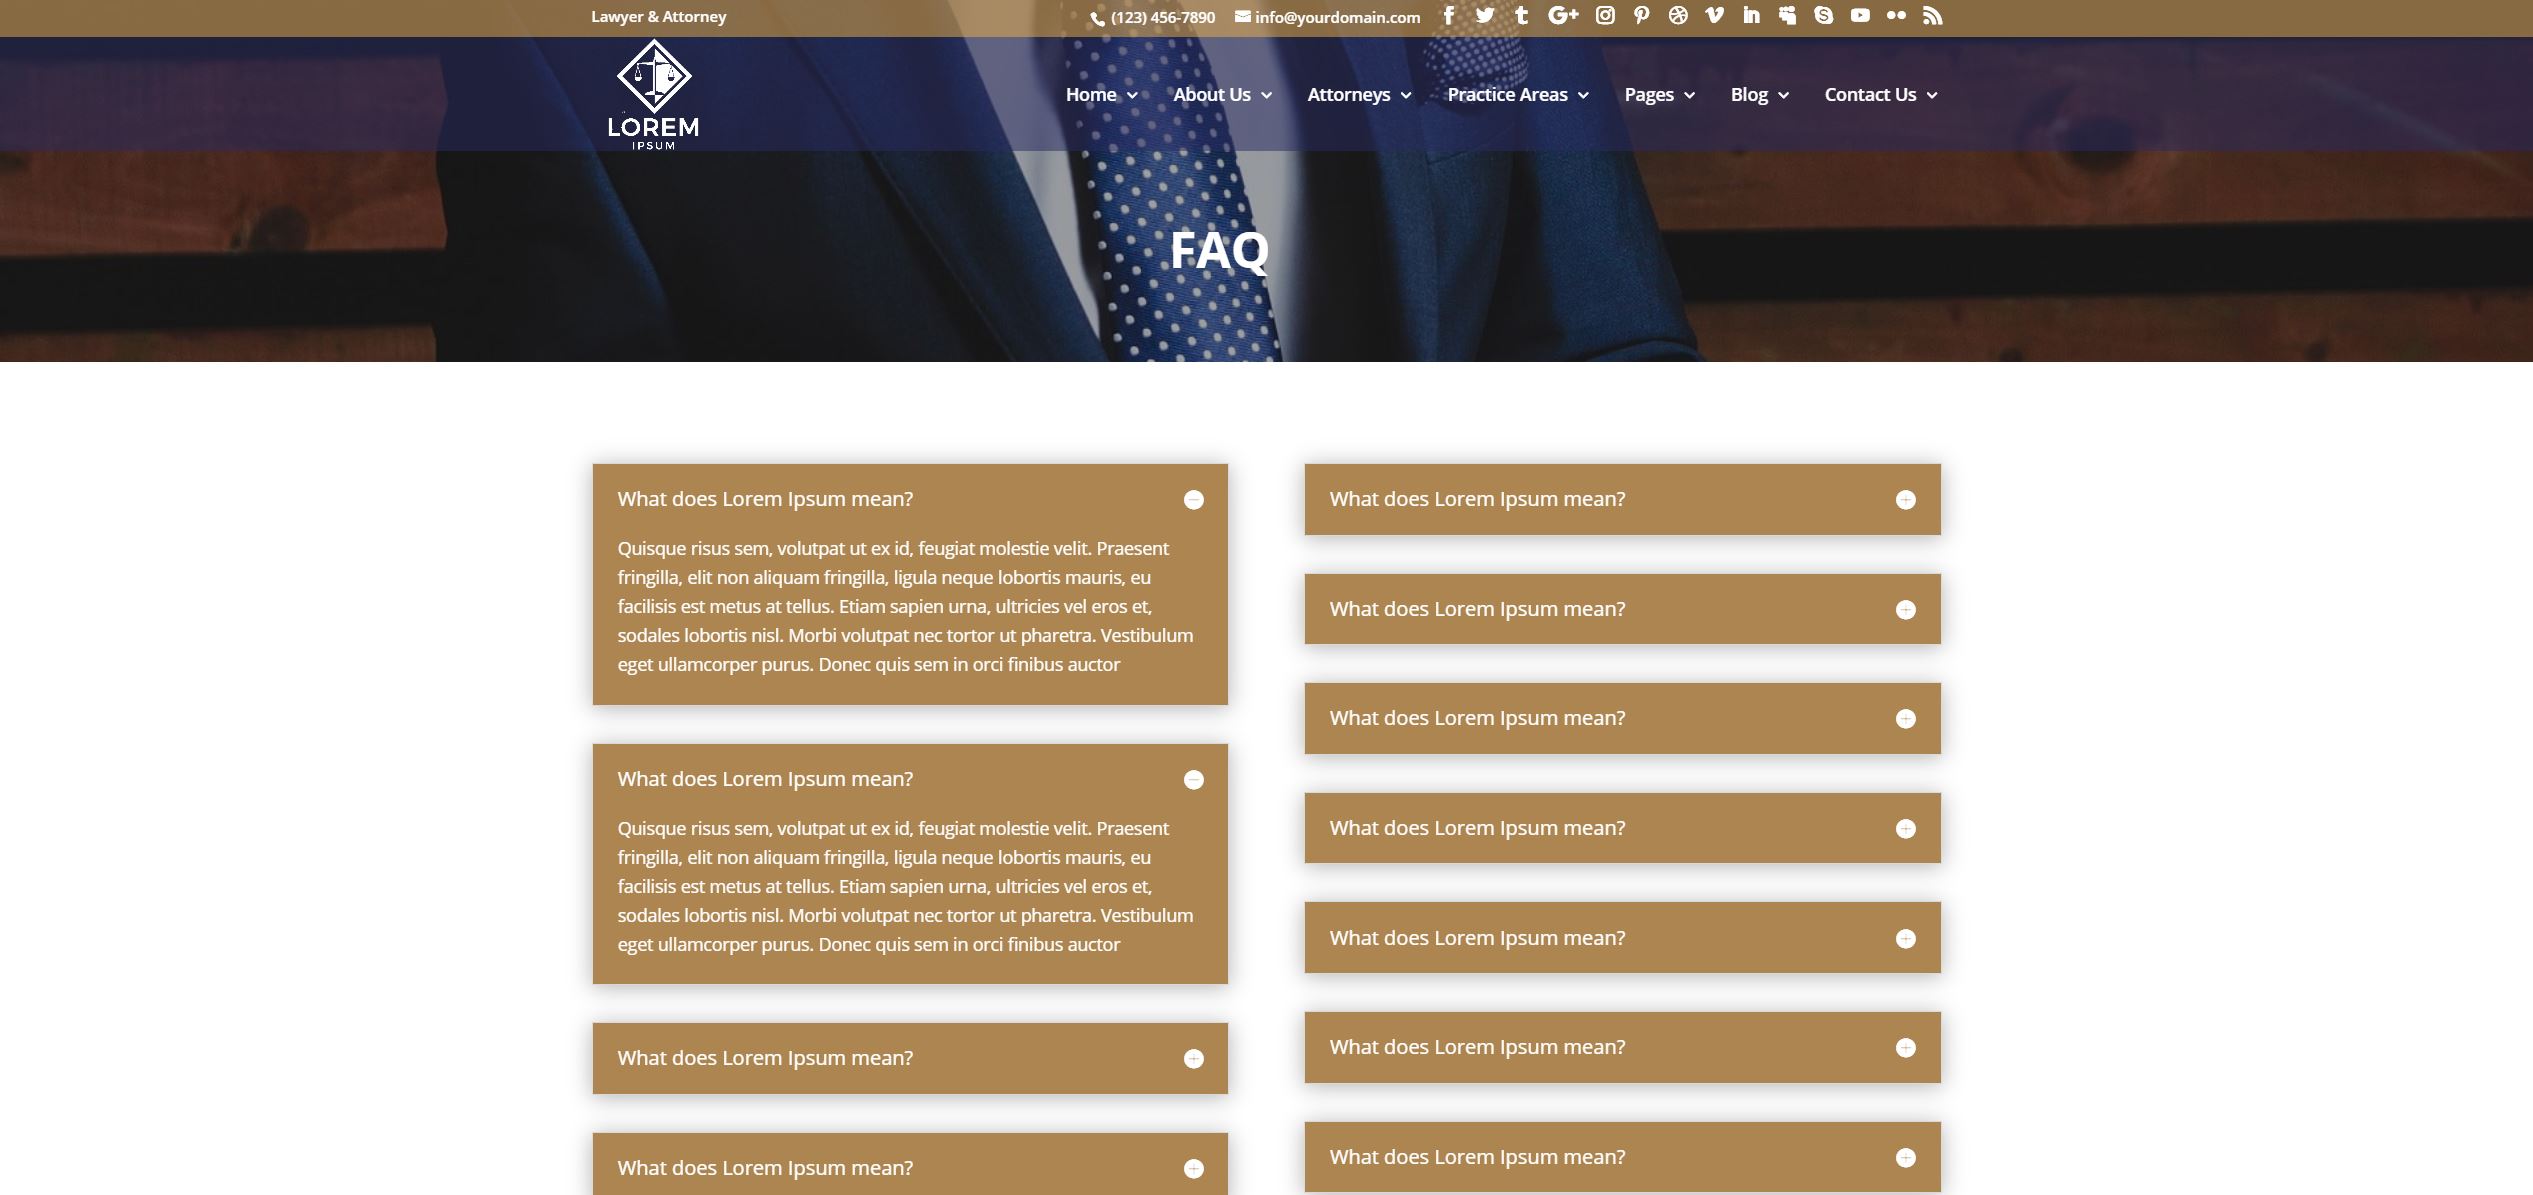 Lawyer & Attorney
(123) 456-7890 info@yourdomain.com
LOREM
IPSUM
Home About Us Attorneys Practice Areas Pages Blog Contact Us
FAQ
What does Lorem Ipsum mean?
Quisque risus sem, volutpat ut ex id, feugiat molestie velit. Praesent
fringilla, elit non aliquam fringilla, ligula neque lobortis mauris, eu
facilisis est metus at tellus. Etiam sapien urna, ultricies vel eros et,
sodales lobortis nisl. Morbi volutpat nec tortor ut pharetra. Vestibulum
eget ullamcorper purus. Donec quis sem in orci finibus auctor
What does Lorem Ipsum mean?
Quisque risus sem, volutpat ut ex id, feugiat molestie velit. Praesent
fringilla, elit non aliquam fringilla, ligula neque lobortis mauris, eu
facilisis est metus at tellus. Etiam sapien urna, ultricies vel eros et,
sodales lobortis nisl. Morbi volutpat nec tortor ut pharetra. Vestibulum
eget ullamcorper purus. Donec quis sem in orci finibus auctor
What does Lorem Ipsum mean?
What does Lorem Ipsum mean?
What does Lorem Ipsum mean?
What does Lorem Ipsum mean?
What does Lorem Ipsum mean?
What does Lorem Ipsum mean?
What does Lorem Ipsum mean?
What does Lorem Ipsum mean?
What does Lorem Ipsum mean?